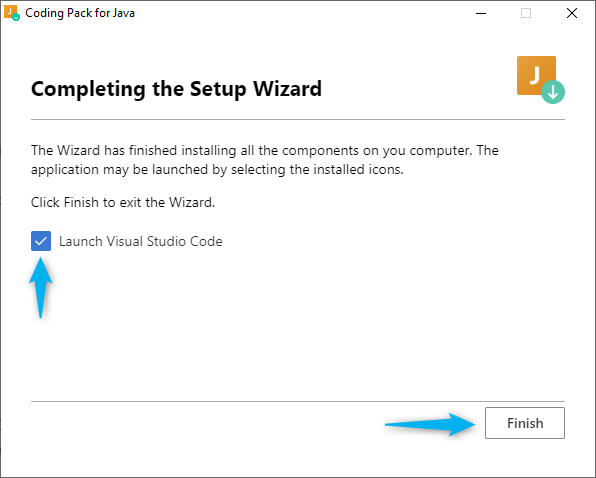 Coding Pack for Java
Completing the Setup Wizard
J
The Wizard has finished installing all the components on you computer. The
application may be launched by selecting the installed icons.
Click Finish to exit the Wizard.
Launch Visual Studio Code
Finish